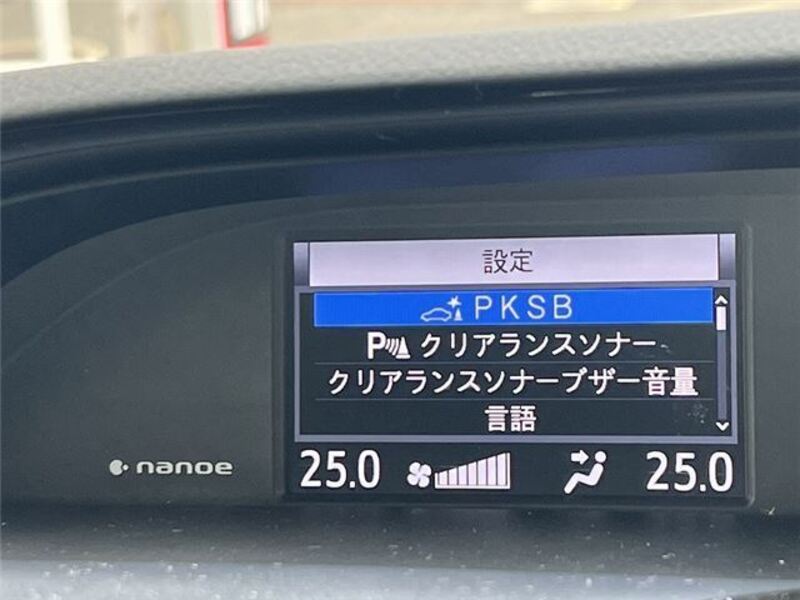 設定
PKSB
P クリアランスソナー
クリアランスソナーブザー音量
言語
25.0 25.0
nanoe